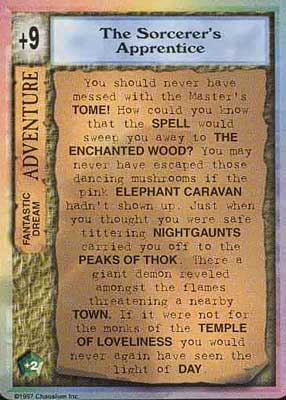 +9
The Sorcerer's
Apprentice
ADVENTURE
FANTASTIC
DREAM
You should never have
messed with the Master's
TOME! How could you know
that the SPELL would
sweep you away to THE
ENCHANTED WOOD? You may
never have escaped those
dancing mushrooms if the
pink ELEPHANT CARAVAN
hadn't shown up. Just when
you thought you were safe
tittering NIGHTGAUNTS
carried you off to the
PEAKS OF THOK. There a
giant demon reveled
amongst the flames
threatening a nearby
TOWN. If it were not for
the monks of the TEMPLE
OF LOVELINESS you would
never again have seen the
light of DAY.
+2
©1997 Chaosium Inc.